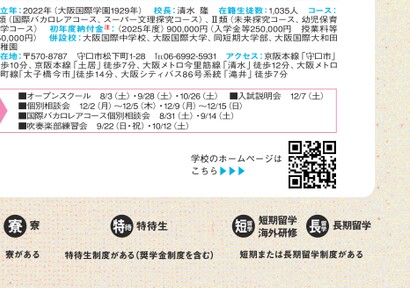 立年：2022年（大阪国際学園1929年）　校長：清水 隆　在籍生徒数：1,035人　コース：
類（国際バカロレアコース、スーパー文理探究コース）、Ⅱ類（未来探究コース、幼児保育
学コース）　初年度納付金：（2025年度）900,000円（入学金等250,000円　授業料等
50,000円）　併設校：大阪国際中学校、大阪国際大学、同短期大学部、大阪国際大和田
稚園
在地：〒570-8787　守口市松下町1-28　℡06-6992-5931　アクセス：京阪本線「守口市」
歩10分、京阪本線「土居」徒歩7分、大阪メトロ今里筋線「清水」徒歩12分、大阪メトロ
町線「太子橋今市」徒歩14分、大阪シティバス86号系統「滝井」徒歩7分
■オープンスクール　8/3（土）・9/28（土）・10/26（土）　■入試説明会　12/7（土）
■個別相談会　12/2（月）～12/5（木）・12/9（月）～12/15（日）
■国際バカロレアコース個別相談会　8/31（土）・9/14（土）
■吹奏楽部練習会　9/22（日・祝）・10/12（土）
学校のホームページは
こちら▶▶▶
寮 寮
特待 特待生
短留学 短期留学 海外研修
長留学 長期留学
寮がある
特待生制度がある（奨学金制度を含む）
短期または長期留学制度がある